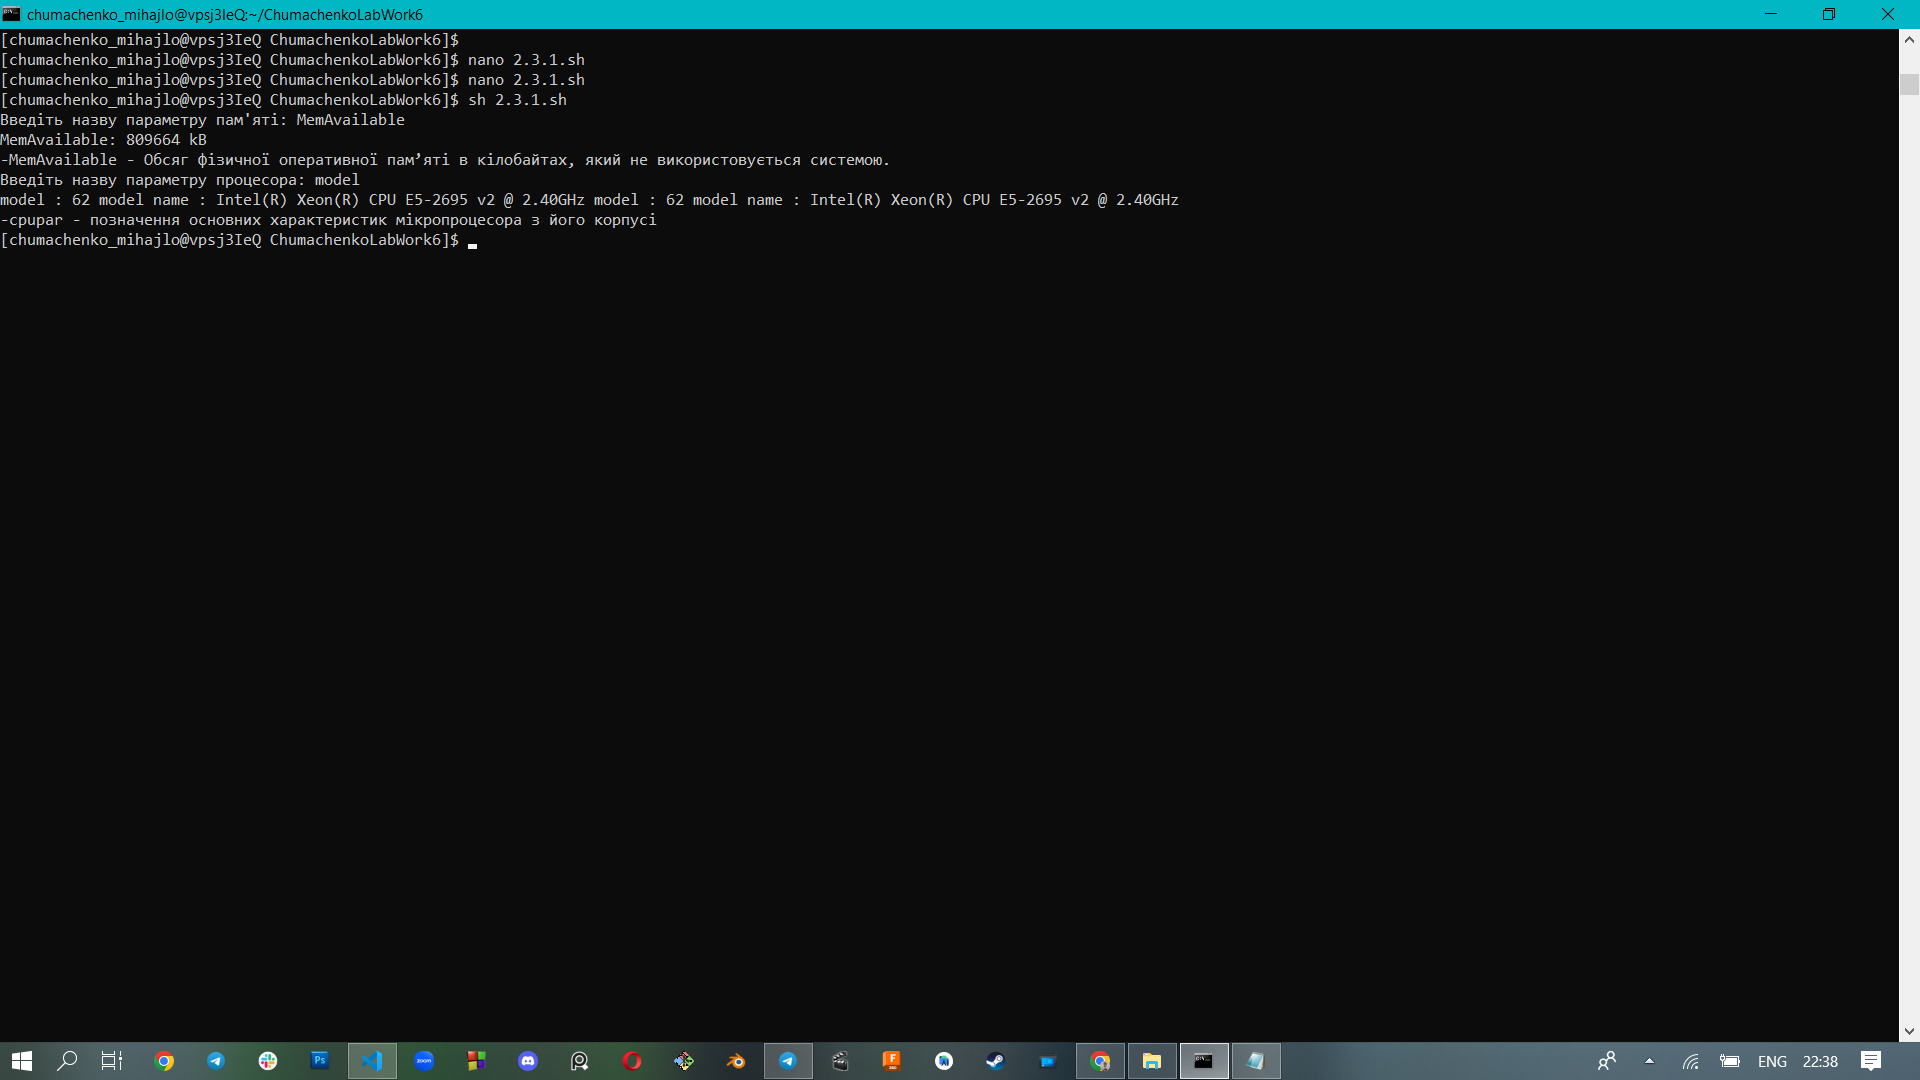 chumachenko_mihajlo@vpsj3IeQ:~/ChumachenkoLabWork6
[chumachenko_mihajlo@vpsj3IeQ ChumachenkoLabWork6]$
[chumachenko_mihajlo@vpsj3IeQ ChumachenkoLabWork6]$ nano 2.3.1.sh
[chumachenko_mihajlo@vpsj3IeQ ChumachenkoLabWork6]$ nano 2.3.1.sh
[chumachenko_mihajlo@vpsj3IeQ ChumachenkoLabWork6]$ sh 2.3.1.sh
Введіть назву параметру пам'яті: MemAvailable
MemAvailable: 809664 kB
-MemAvailable - Обсяг фізичної оперативної пам’яті в кілобайтах, який не використовується системою.
Введіть назву параметру процесора: model
model : 62 model name : Intel(R) Xeon(R) CPU E5-2695 v2 @ 2.40GHz model : 62 model name : Intel(R) Xeon(R) CPU E5-2695 v2 @ 2.40GHz
-cpupar - позначення основних характеристик мікропроцесора з його корпусі
[chumachenko_mihajlo@vpsj3IeQ ChumachenkoLabWork6]$
Ps
zoom
ENG
22:38